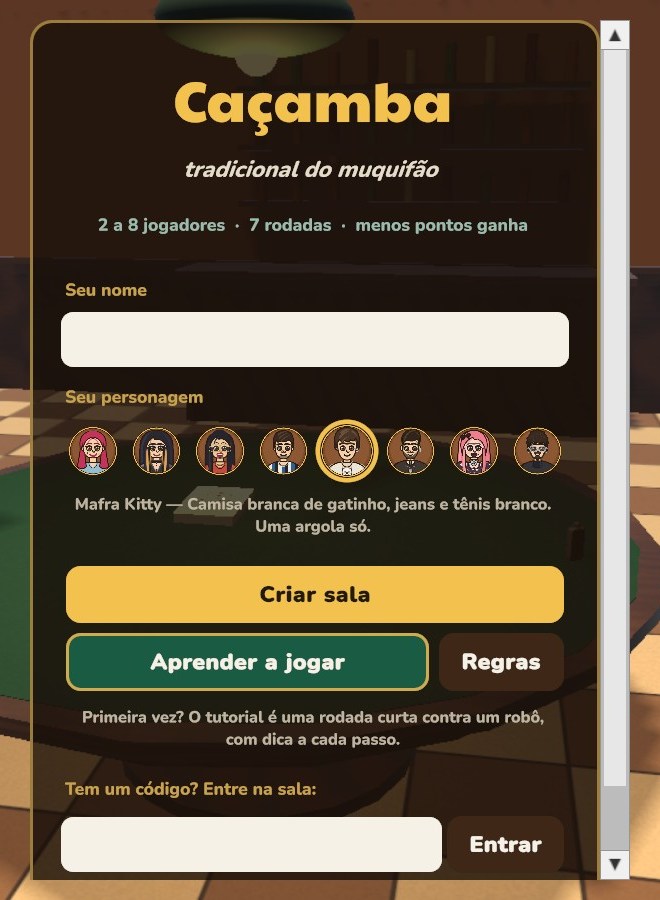 Caçamba
tradicional do muquifão
2 a 8 jogadores · 7 rodadas · menos pontos ganha
Seu nome
Seu personagem
Mafra Kitty — Camisa branca de gatinho, jeans e tênis branco.
Uma argola só.
Criar sala
Aprender a jogar
Regras
Primeira vez? O tutorial é uma rodada curta contra um robô,
com dica a cada passo.
Tem um código? Entre na sala:
Entrar